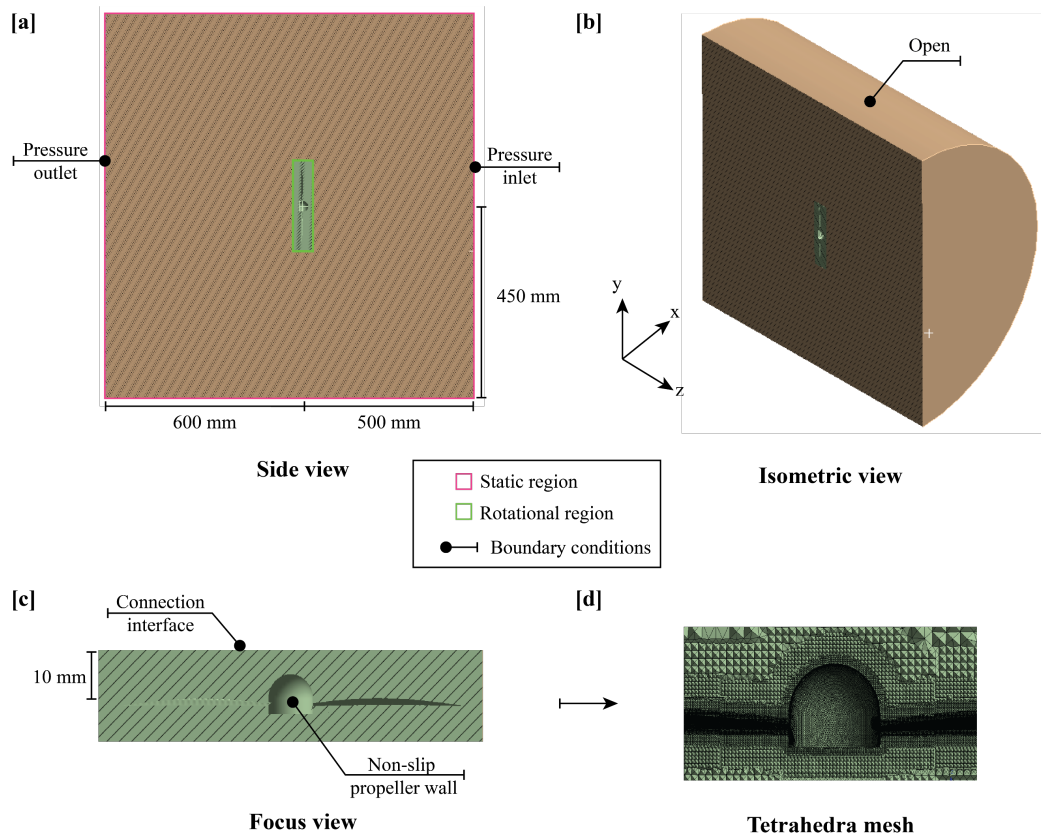 [a]
[b]
Open
Pressure
outlet
Pressure
inlet
450 mm
y
x
z
600 mm
500 mm
Side view
Isometric view
Static region
Rotational region
Boundary conditions
[c]
Connection
interface
[d]
10 mm
Non-slip
propeller wall
Focus view
Tetrahedra mesh